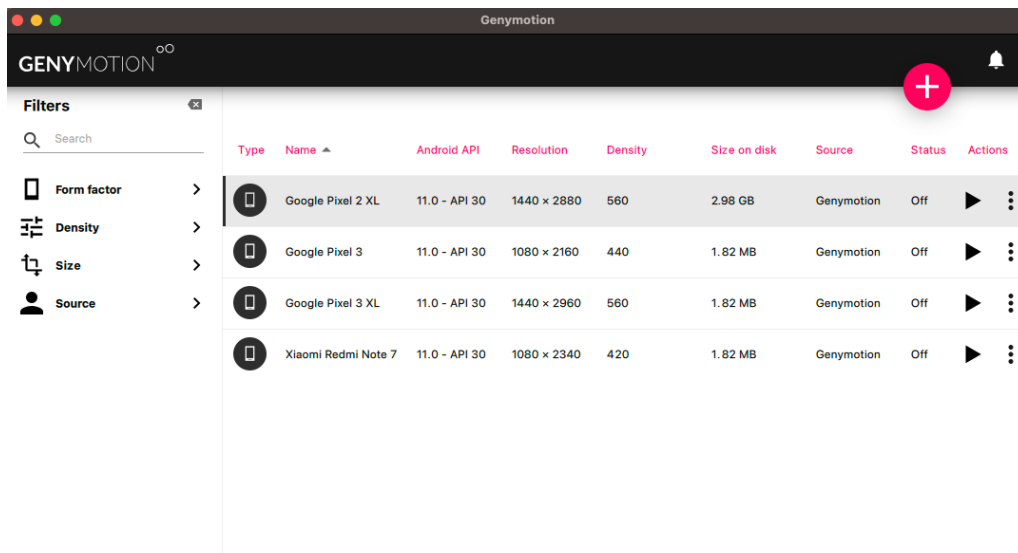 Genymotion
GENYMOTION
Filters
Search
Form factor
Density
Size
Source
Type Name Android API Resolution Density Size on disk Source Status Actions
Google Pixel 2 XL 11.0 - API 30 1440 × 2880 560 2.98 GB Genymotion Off
Google Pixel 3 11.0 - API 30 1080 × 2160 440 1.82 MB Genymotion Off
Google Pixel 3 XL 11.0 - API 30 1440 × 2960 560 1.82 MB Genymotion Off
Xiaomi Redmi Note 7 11.0 - API 30 1080 × 2340 420 1.82 MB Genymotion Off